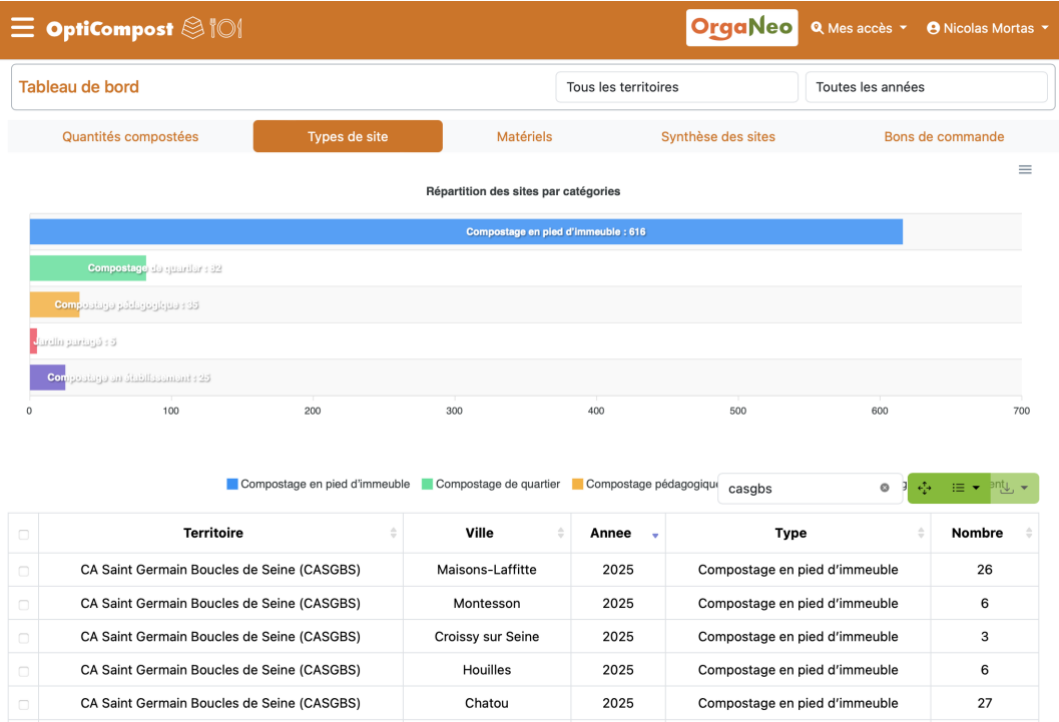 OptiCompost
OrgaNeo
Mes accès
Nicolas Mortas
Tableau de bord
Tous les territoires
Toutes les années
Quantités compostées
Types de site
Matériels
Synthèse des sites
Bons de commande
Répartition des sites par catégories
Compostage en pied d'immeuble : 616
Compostage de quartier : 82
Compostage pédagogique : 35
Jardin partagé : 5
Compostage en établissement : 25
0 100 200 300 400 500 600 700
Compostage en pied d'immeuble
Compostage de quartier
Compostage pédagogique
casgbs
Territoire Ville Annee Type Nombre
CA Saint Germain Boucles de Seine (CASGBS) Maisons-Laffitte 2025 Compostage en pied d'immeuble 26
CA Saint Germain Boucles de Seine (CASGBS) Montesson 2025 Compostage en pied d'immeuble 6
CA Saint Germain Boucles de Seine (CASGBS) Croissy sur Seine 2025 Compostage en pied d'immeuble 3
CA Saint Germain Boucles de Seine (CASGBS) Houilles 2025 Compostage en pied d'immeuble 6
CA Saint Germain Boucles de Seine (CASGBS) Chatou 2025 Compostage en pied d'immeuble 27